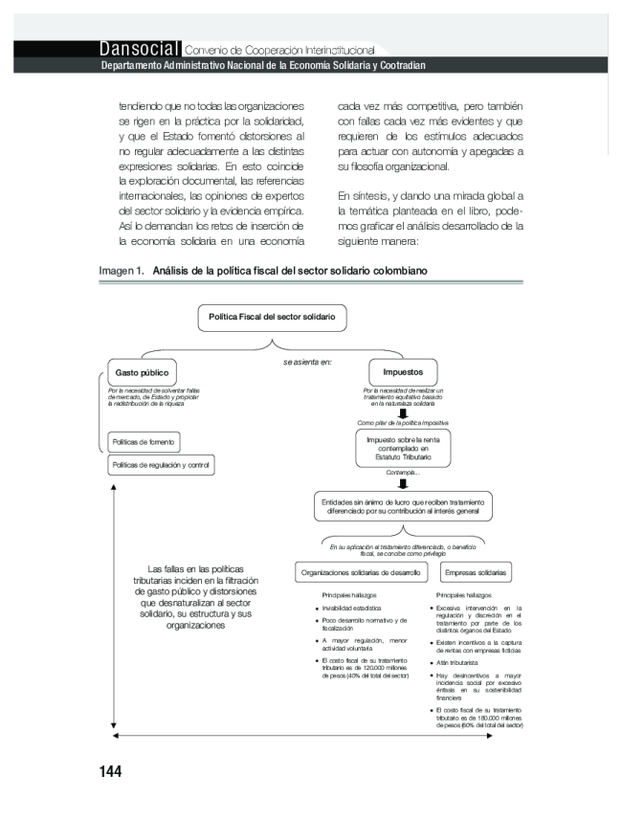 Dansocial Convenio de Cooperación Interinstitucional
Departamento Administrativo Nacional de la Economía Solidaria y Cootradian
tendiendo que no todas las organizaciones
se rigen en la práctica por la solidaridad,
y que el Estado fomentó distorsiones al
no regular adecuadamente a las distintas
expresiones solidarias. En esto coincide
la exploración documental, las referencias
internacionales, las opiniones de expertos
del sector solidario y la evidencia empírica.
Así lo demandan los retos de inserción de
la economía solidaria en una economía
cada vez más competitiva, pero también
con fallas cada vez más evidentes y que
requieren de los estímulos adecuados
para actuar con autonomía y apegadas a
su filosofía organizacional.
En síntesis, y dando una mirada global a
la temática planteada en el libro, pode-
mos graficar el análisis desarrollado de la
siguiente manera:
Imagen 1. Análisis de la política fiscal del sector solidario colombiano
Política Fiscal del sector solidario
se asienta en:
Gasto público
Por la necesidad de solventar fallas
de mercado, de Estado y propiciar
la redistribución de la riqueza
Políticas de fomento
Políticas de regulación y control
Impuestos
Por la necesidad de realizar un
tratamiento equitativo basado
en la naturaleza solidaria
Como pilar de la política impositiva
Impuesto sobre la renta
contemplado en
Estatuto Tributario
Contempla...
Entidades sin ánimo de lucro que reciben tratamiento
diferenciado por su contribución al interés general
En su aplicación el tratamiento diferenciado, o beneficio
fiscal, se concibe como privilegio
Las fallas en las políticas
tributarias inciden en la filtración
de gasto público y distorsiones
que desnaturalizan al sector
solidario, su estructura y sus
organizaciones
Organizaciones solidarias de desarrollo
Principales hallazgos
• Inviabilidad estadística
• Poco desarrollo normativo y de
fiscalización
• A mayor regulación, menor
actividad voluntaria
• El costo fiscal de su tratamiento
tributario es de 120.000 millones
de pesos (40% del total del sector)
Empresas solidarias
Principales hallazgos
• Excesiva intervención en la
regulación y discreción en el
tratamiento por parte de los
distintos órganos del Estado
• Existen incentivos a la captura
de rentas con empresas ficticias
• Afán tributarista
• Hay desincentivos a mayor
incidencia social por excesivo
énfasis en su sostenibilidad
financiera
• El costo fiscal de su tratamiento
tributario es de 180.000 millones
de pesos (60% del total del sector)
144